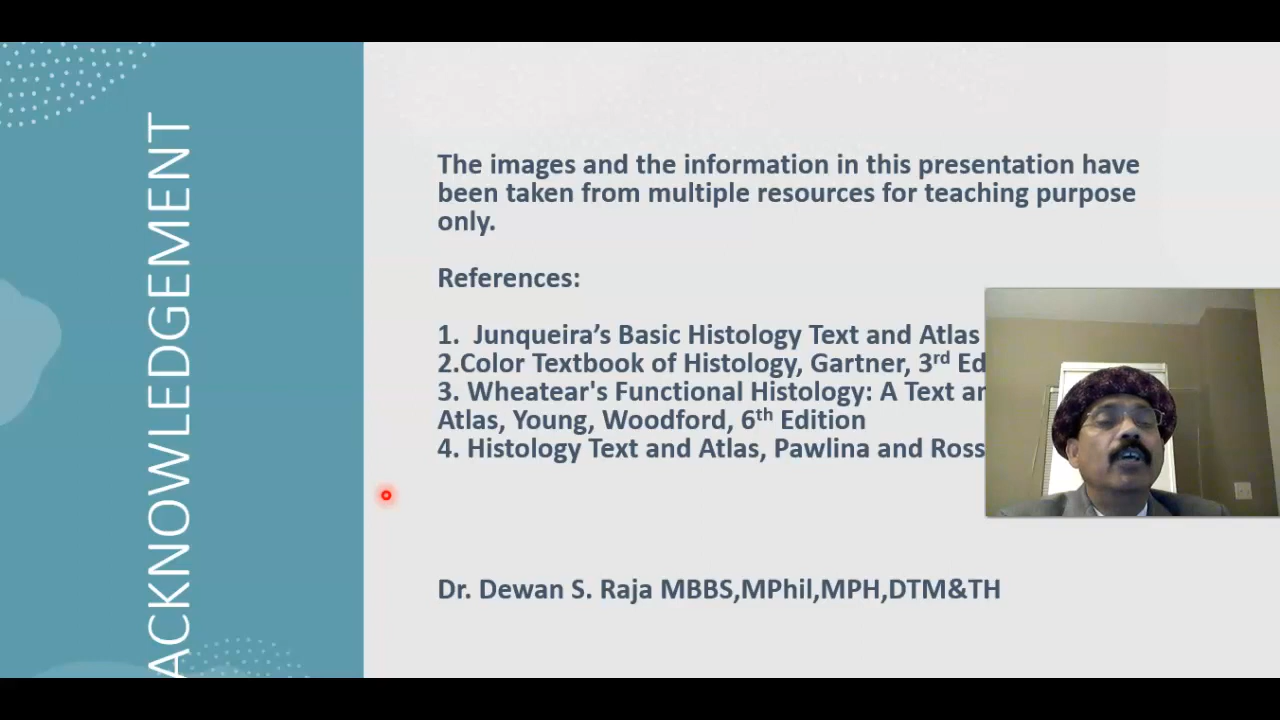 ACKNOWLEDGEMENT
The images and the information in this presentation have
been taken from multiple resources for teaching purpose
only.
References:
1. Junqueira’s Basic Histology Text and Atlas
2.Color Textbook of Histology, Gartner, 3rd Ed
3. Wheatear's Functional Histology: A Text
Atlas, Young, Woodford, 6th Edition
4. Histology Text and Atlas, Pawlina and Ross
Dr. Dewan S. Raja MBBS,MPhil,MPH,DTM&TH